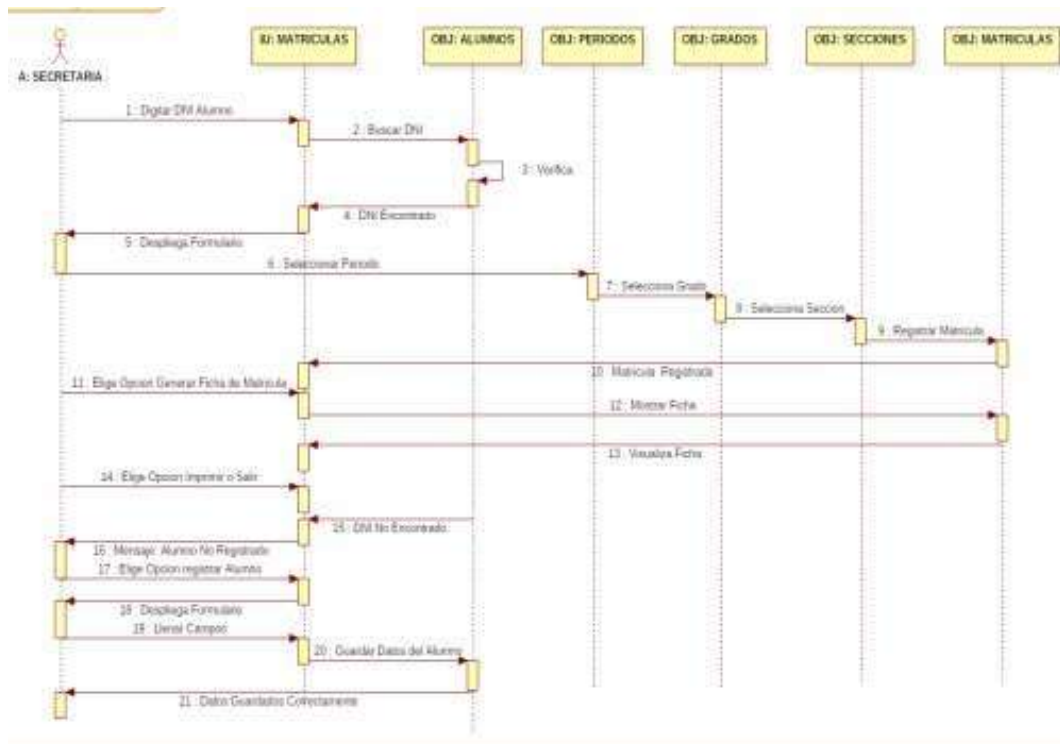 IU: MATRICULAS
OBJ: ALUMNOS
OBJ: PERIODOS
OBJ: GRADOS
OBJ: SECCIONES
OBJ: MATRICULAS
A: SECRETARIA
1 : Digitar DNI Alumno
2 : Buscar DNI
3 : Verifica
4 : DNI Encontrado
5 : Despliega Formulario
6 : Seleccionar Periodo
7 : Selecciona Grado
8 : Selecciona Seccion
9 : Registrar Matricula
10 : Matricula Registrada
11 : Elige Opcion Generar Ficha de Matricula
12 : Mostrar Ficha
13 : Visualiza Ficha
14 : Elige Opcion Imprimir o Salir
15 : DNI No Encontrado
16 : Mensaje Alumno No Registrado
17 : Elige Opcion registrar Alumno
18 : Despliega Formulario
19 : Llenar Campos
20 : Guardar Datos del Alumno
21 : Datos Guardados Correctamente